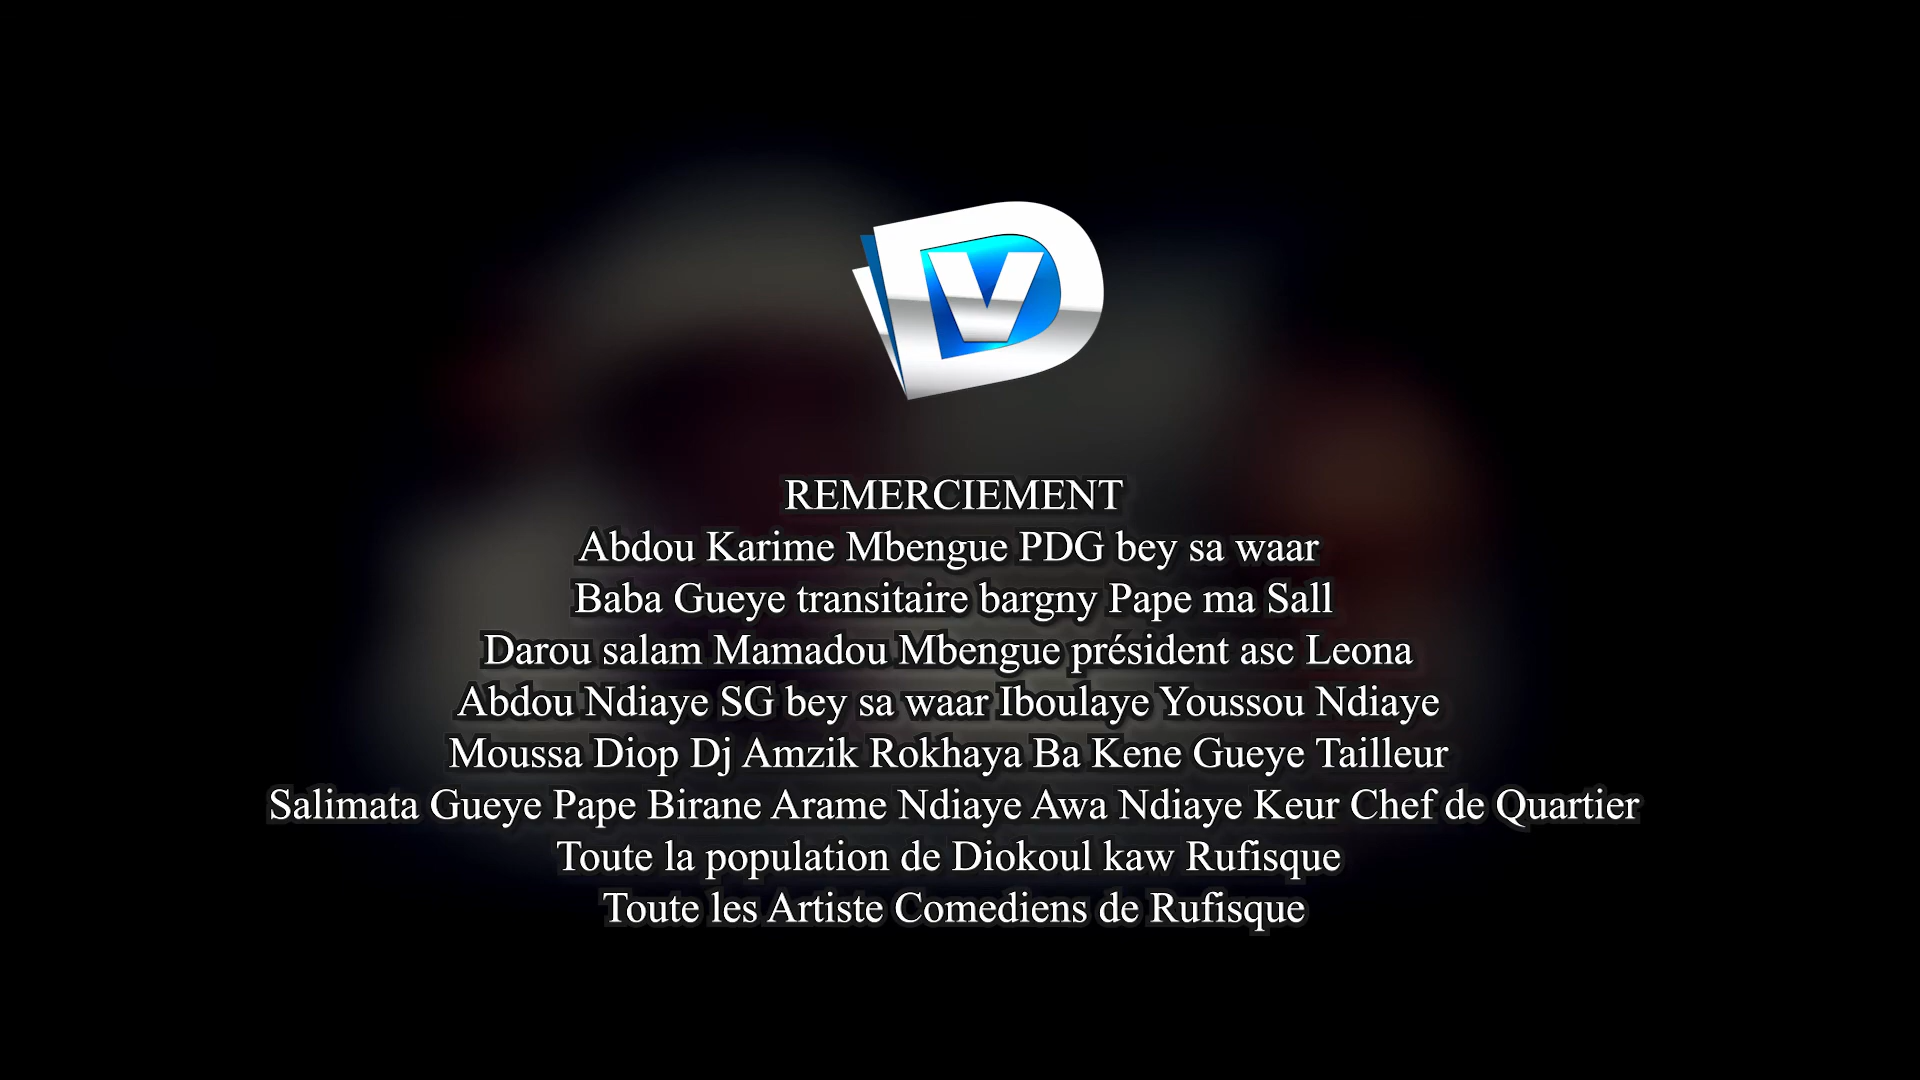 DV
REMERCIEMENT
Abdou Karime Mbengue PDG bey sa waar
Baba Gueye transitaire bargny Pape ma Sall
Darou salam Mamadou Mbengue président asc Leona
Abdou Ndiaye SG bey sa waar Iboulaye Youssou Ndiaye
Moussa Diop Dj Amzik Rokhaya Ba Kene Gueye Tailleur
Salimata Gueye Pape Birane Arame Ndiaye Awa Ndiaye Keur Chef de Quartier
Toute la population de Diokoul kaw Rufisque
Toute les Artiste Comediens de Rufisque